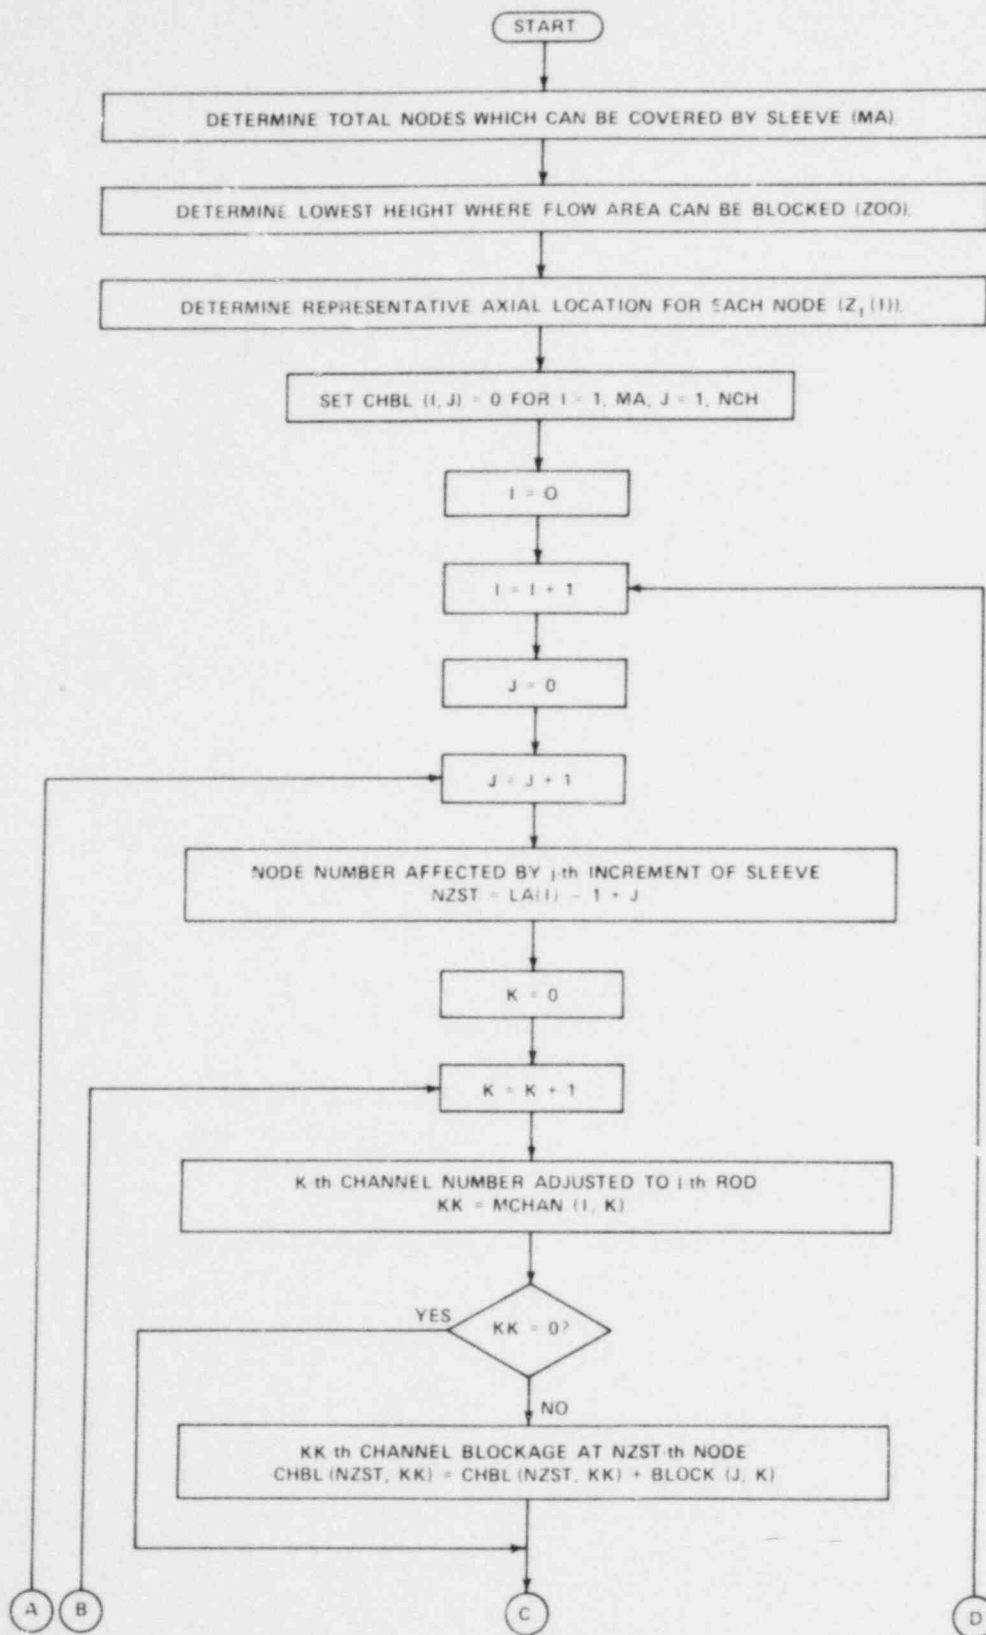 START
DETERMINE TOTAL NODES WHICH CAN BE COVERED BY SLEEVE (MA).
DETERMINE LOWEST HEIGHT WHERE FLOW AREA CAN BE BLOCKED (ZOO).
DETERMINE REPRESENTATIVE AXIAL LOCATION FOR EACH NODE (Z₁(I)).
SET CHBL (I, J) = 0 FOR I = 1, MA, J = 1, NCH
I = O
I = I + 1
J = 0
J = J + 1
NODE NUMBER AFFECTED BY j-th INCREMENT OF SLEEVE
NZST = LA(I) - 1 + J
K = 0
K = K + 1
K-th CHANNEL NUMBER ADJUSTED TO i-th ROD
KK = MCHAN (I, K)
YES
KK = 0?
NO
KK-th CHANNEL BLOCKAGE AT NZST-th NODE
CHBL (NZST, KK) = CHBL (NZST, KK) + BLOCK (J, K)
A
B
C
D